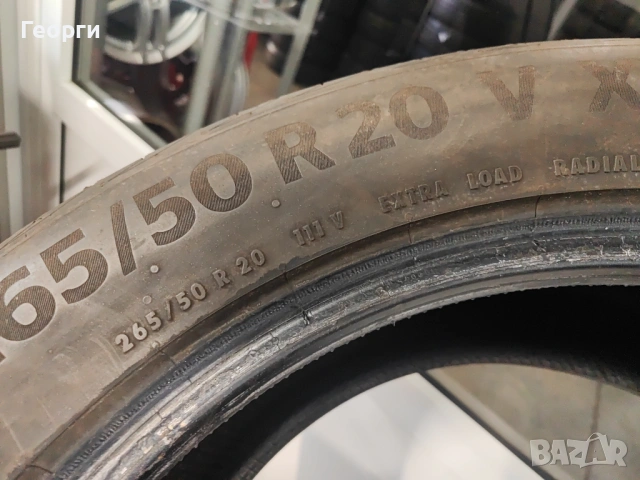 Георги
265/50 R 20 V X
265/50 R 20 111 V EXTRA LOAD RADIAL
BAZAR